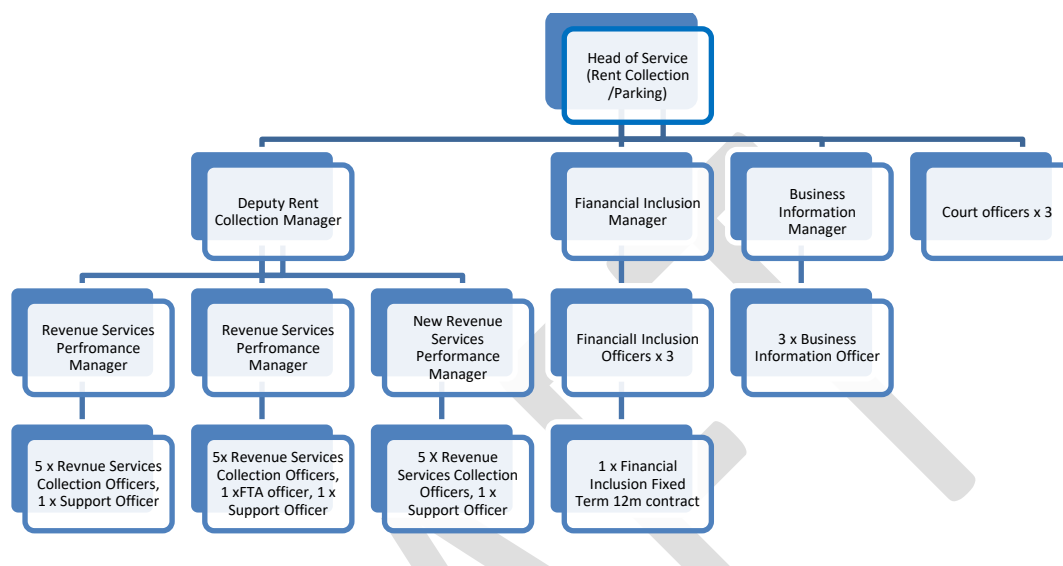 Head of Service
(Rent Collection
/Parking)
Deputy Rent
Collection Manager
Fianancial Inclusion
Manager
Business
Information
Manager
Court officers x 3
Revenue Services
Perfromance
Manager
Revenue Services
Perfromance
Manager
New Revenue
Services
Performance
Manager
Financiall Inclusion
Officers x 3
3 x Business
Information Officer
5 x Revnue Services
Collection Officers,
1 x Support Officer
5x Revnenue Services
Collection Officers,
1 xFTA officer, 1 x
Support Officer
5 X Revenue
Services Collection
Officers, 1 x
Support Officer
1 x Financial
Inclusion Fixed
Term 12m contract